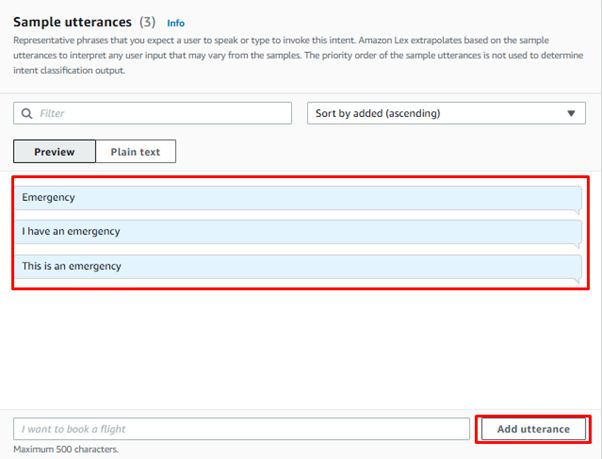 Sample utterances (3) Info
Representative phrases that you expect a user to speak or type to invoke this intent. Amazon Lex extrapolates based on the sample
utterances to interpret any user input that may vary from the samples. The priority order of the sample utterances is not used to determine
intent classification output.
Filter
Sort by added (ascending)
Preview
Plain text
Emergency
I have an emergency
This is an emergency
I want to book a flight
Add utterance
Maximum 500 characters.